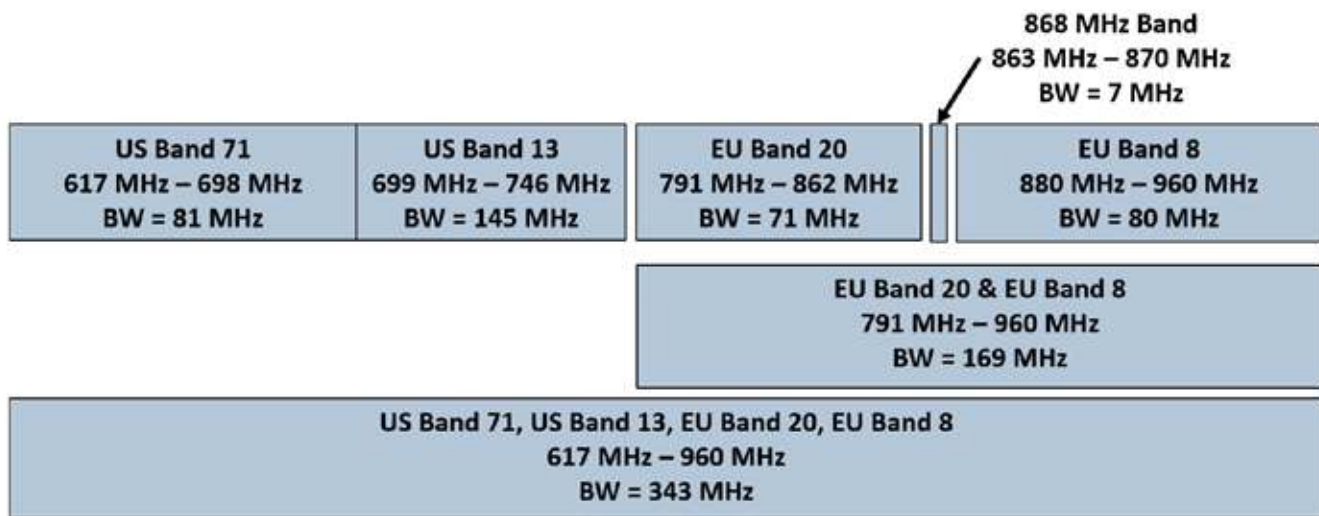 868 MHz Band
863 MHz – 870 MHz
BW = 7 MHz
US Band 71
617 MHz – 698 MHz
BW = 81 MHz
US Band 13
699 MHz – 746 MHz
BW = 145 MHz
EU Band 20
791 MHz – 862 MHz
BW = 71 MHz
EU Band 8
880 MHz – 960 MHz
BW = 80 MHz
EU Band 20 & EU Band 8
791 MHz – 960 MHz
BW = 169 MHz
US Band 71, US Band 13, EU Band 20, EU Band 8
617 MHz – 960 MHz
BW = 343 MHz